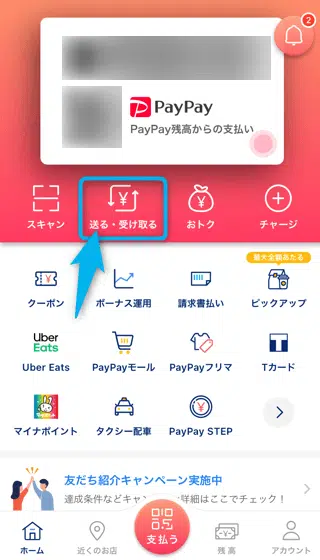 2
PayPay
PayPay残高からの支払い
スキャン
送る・受け取る
おトク
チャージ
最大全額あたる
クーポン
ボーナス運用
請求書払い
ピックアップ
Uber
Eats
Uber Eats
PayPayモール
PayPayフリマ
Tカード
マイナポイント
タクシー配車
PayPay STEP
友だち紹介キャンペーン実施中
達成条件などキャンペーン詳細はここでチェック！
ホーム
近くのお店
支払う
残高
アカウント